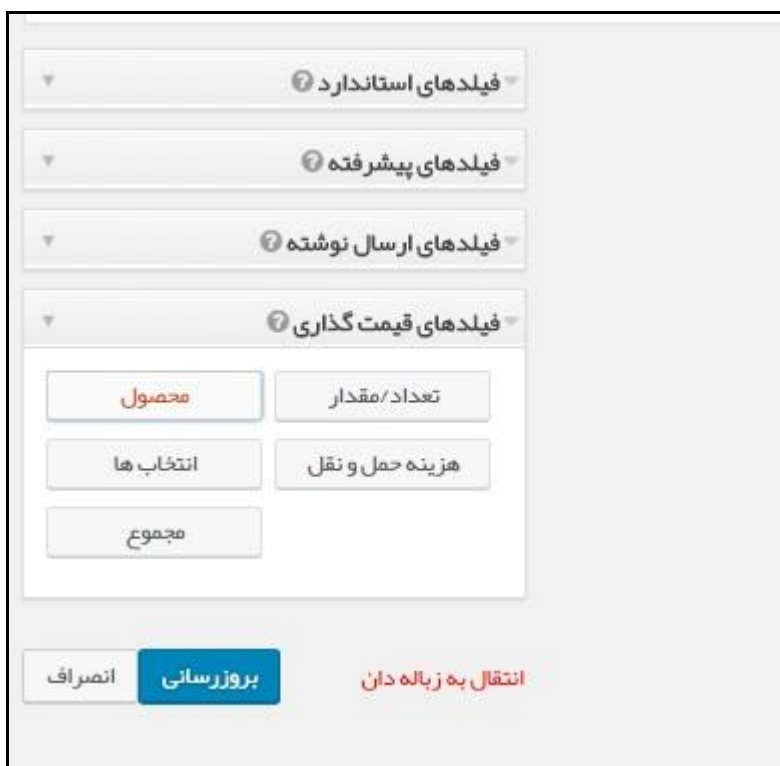 فیلدهای استاندارد ?
فیلدهای پیشرفته ?
فیلدهای ارسال نوشته ?
فیلدهای قیمت گذاری ?
تعداد/مقدار محصول
هزینه حمل و نقل انتخاب ها
مجموع
انتقال به زباله دان بروزرسانی انصراف